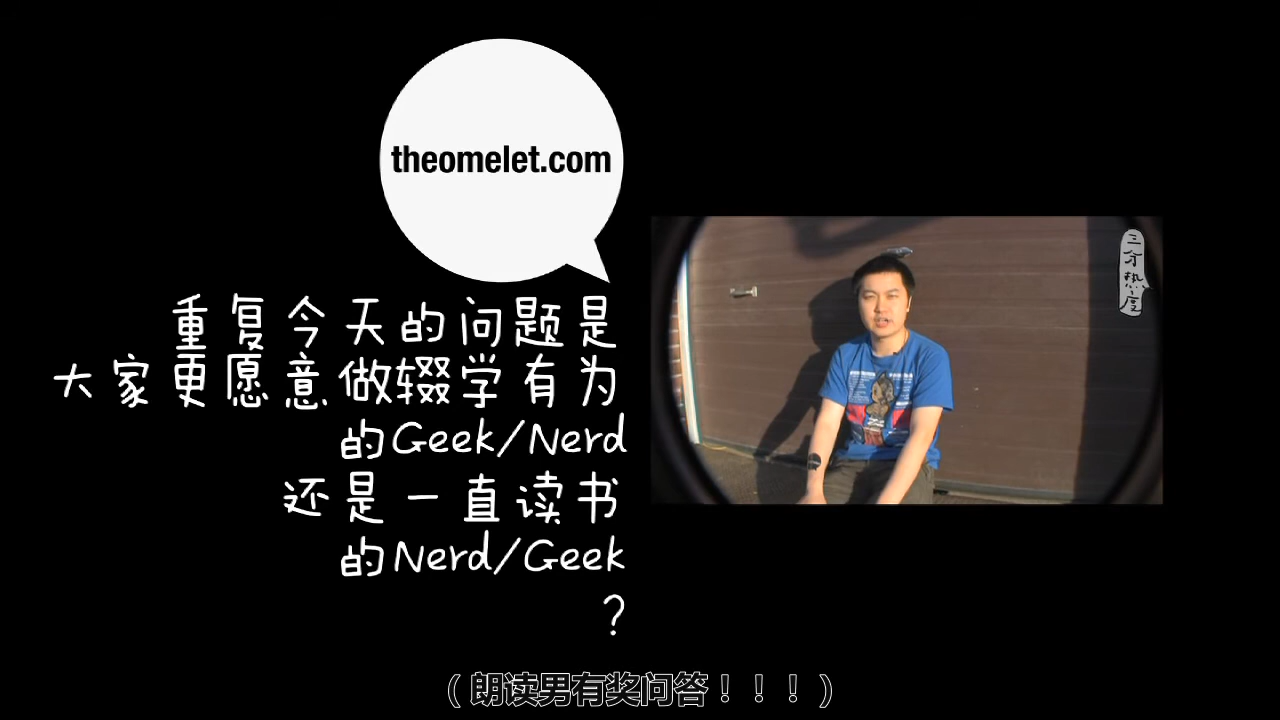 theomelet.com
三分热度
重复今天的问题是
大家更愿意做辍学有为
的Geek/Nerd
还是一直读书
的Nerd/Geek
?
（朗读男有奖问答！！！）